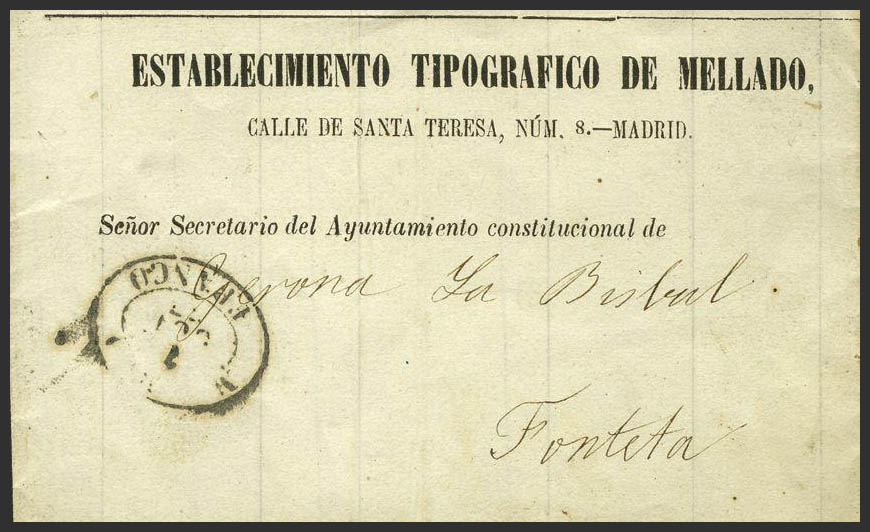 ESTABLECIMIENTO TIPOGRAFICO DE MELLADO,
CALLE DE SANTA TERESA, NÚM. 8.—MADRID.
Señor Secretario del Ayuntamiento constitucional de
Gerona La Bisbal
FRANCO
Fonteta